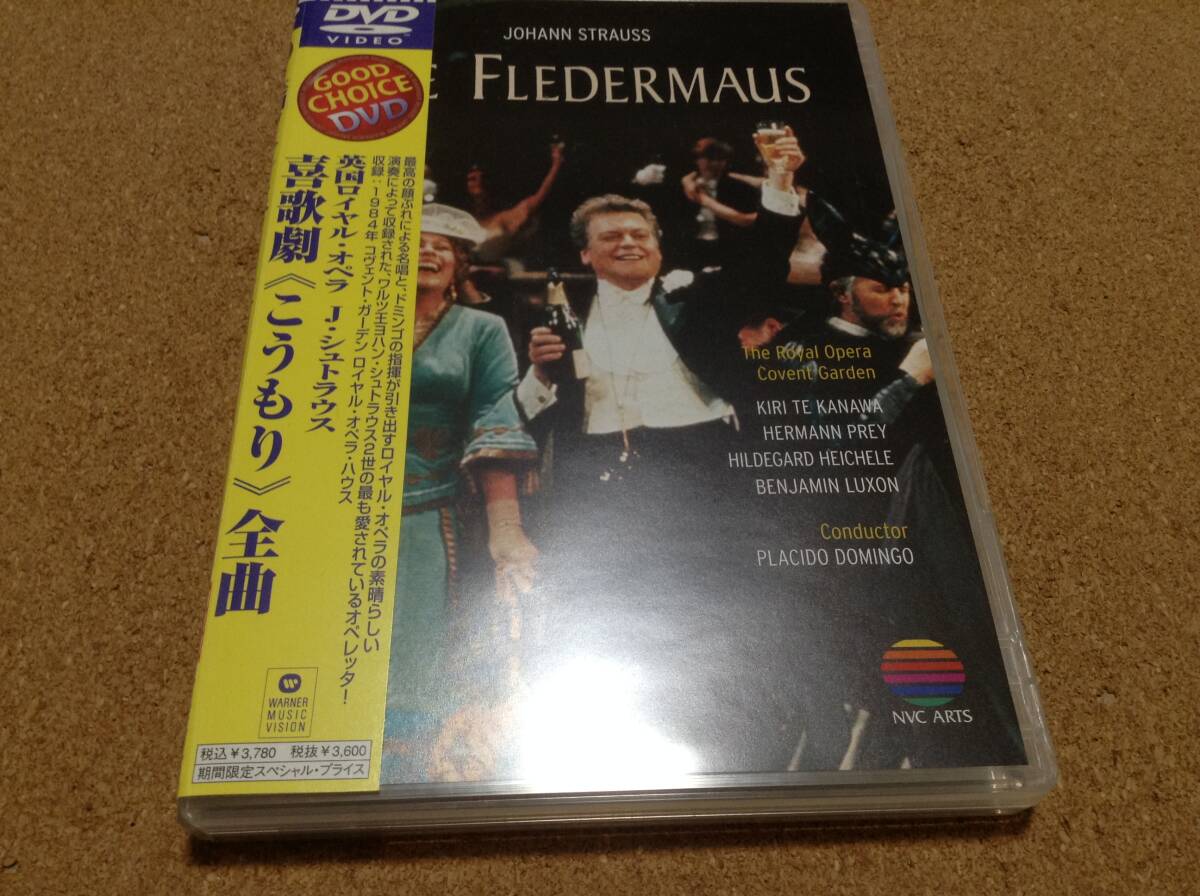 DVD
VIDEO
GOOD
CHOICE
DVD
最高の顔ぶれによる名唱と、ドミンゴの指揮が引き出すロイヤル・オペラの素晴らしい
演奏によって収録された、ワルツ王ヨハン・シュトラウス2世の最も愛されているオペレッタ!
収録:1984年 コヴェント・ガーデン ロイヤル・オペラ・ハウス
英国ロイヤル・オペラ J・シュトラウス
喜歌劇《こうもり》全曲
WARNER
MUSIC
VISION
税込¥3,780 税抜¥3,600
期間限定スペシャル・プライス
JOHANN STRAUSS
E FLEDERMAUS
The Royal Opera
Covent Garden
KIRI TE KANAWA
HERMANN PREY
HILDEGARD HEICHELE
BENJAMIN LUXON
Conductor
PLACIDO DOMINGO
NVC ARTS